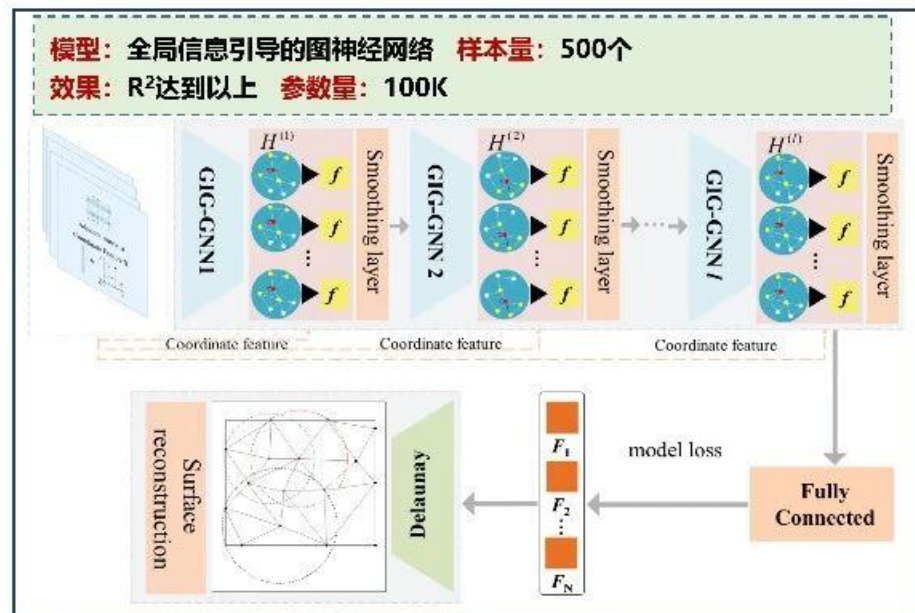 模型：全局信息引导的图神经网络 样本量：500个
效果：R²达到以上 参数量：100K
GIG-GNN1
H⁽¹⁾
f
f
⋮
f
Smoothing layer
GIG-GNN 2
H⁽²⁾
f
f
⋮
f
Smoothing layer
......
GIG-GNN l
H⁽ˡ⁾
f
f
⋮
f
Smoothing layer
Coordinate feature
Coordinate feature
Coordinate feature
Surface reconstruction
Delaunay
F₁
F₂
⋮
F_N
model loss
Fully
Connected